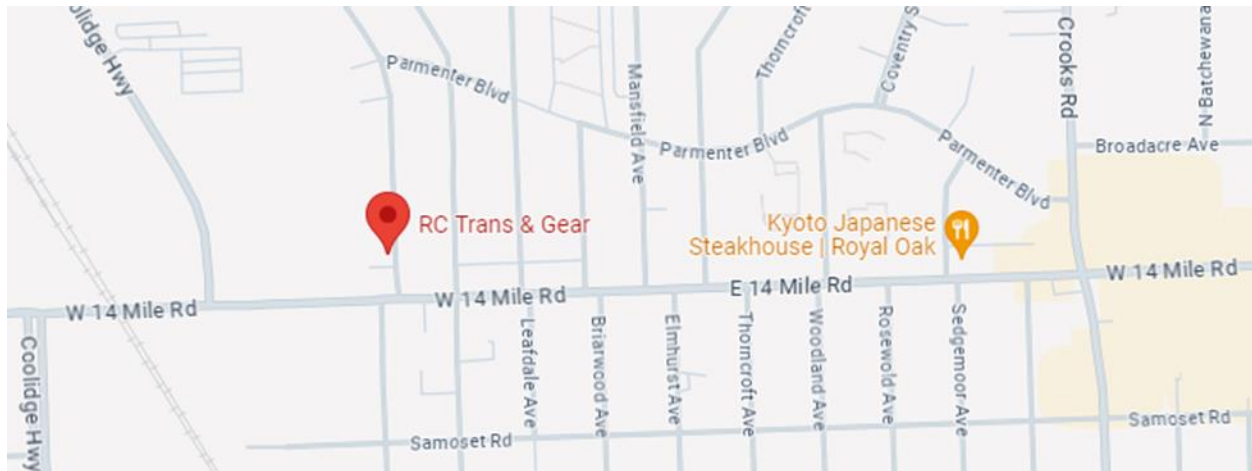 Coolidge Hwy
Parmenter Blvd
Mansfield Ave
Thorncroft
Coventry S
Crooks Rd
N Batchewana
Parmenter Blvd
Parmenter Blvd
Broadacre Ave
RC Trans & Gear
Kyoto Japanese
Steakhouse | Royal Oak
W 14 Mile Rd
W 14 Mile Rd
E 14 Mile Rd
W 14 Mile Rd
Coolidge Hwy
Leafdale Ave
Briarwood Ave
Elmhurst Ave
Thorncroft Ave
Woodland Ave
Rosewold Ave
Sedgemoor Ave
Samoset Rd
Samoset Rd